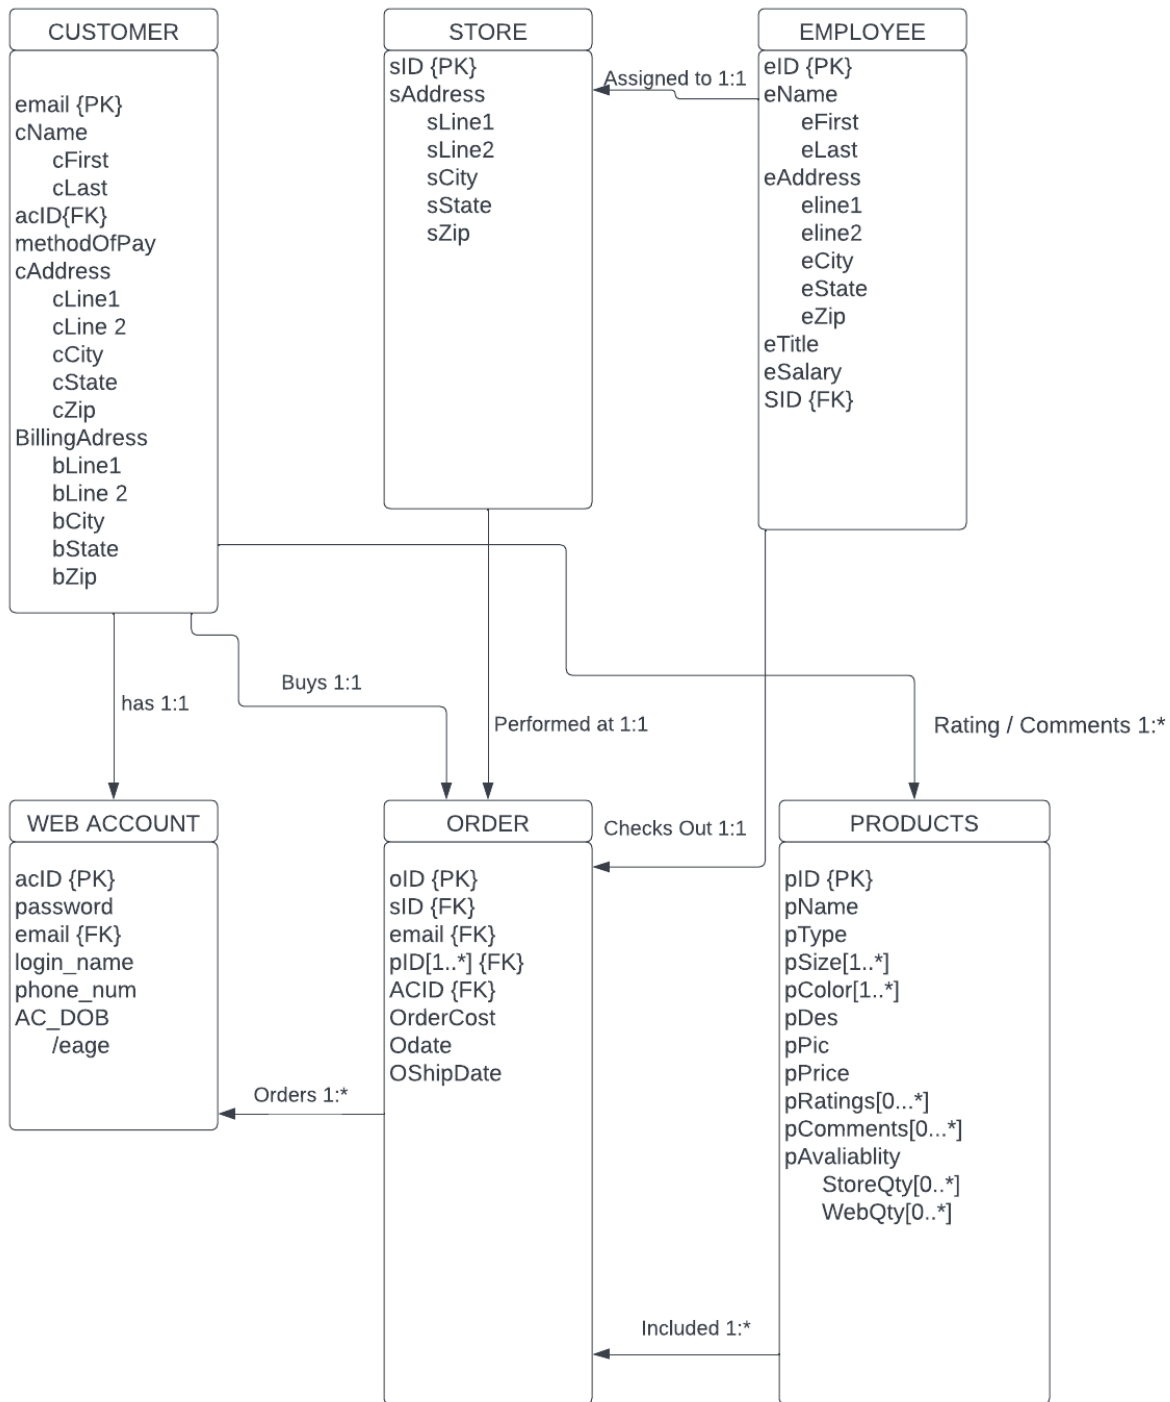 CUSTOMER
email {PK}
cName
cFirst
cLast
acID{FK}
methodOfPay
cAddress
cLine1
cLine 2
cCity
cState
cZip
BillingAdress
bLine1
bLine 2
bCity
bState
bZip
STORE
sID {PK}
sAddress
sLine1
sLine2
sCity
sState
sZip
Assigned to 1:1
EMPLOYEE
eID {PK}
eName
eFirst
eLast
eAddress
eline1
eline2
eCity
eState
eZip
eTitle
eSalary
SID {FK}
has 1:1
Buys 1:1
Performed at 1:1
Rating / Comments 1:*
WEB ACCOUNT
acID {PK}
password
email {FK}
login_name
phone_num
AC_DOB
/eage
Orders 1:*
ORDER
oID {PK}
sID {FK}
email {FK}
pID[1..*] {FK}
ACID {FK}
OrderCost
Odate
OShipDate
Checks Out 1:1
Included 1:*
PRODUCTS
pID {PK}
pName
pType
pSize[1..*]
pColor[1..*]
pDes
pPic
pPrice
pRatings[0...*]
pComments[0...*]
pAvaliablity
StoreQty[0..*]
WebQty[0..*]